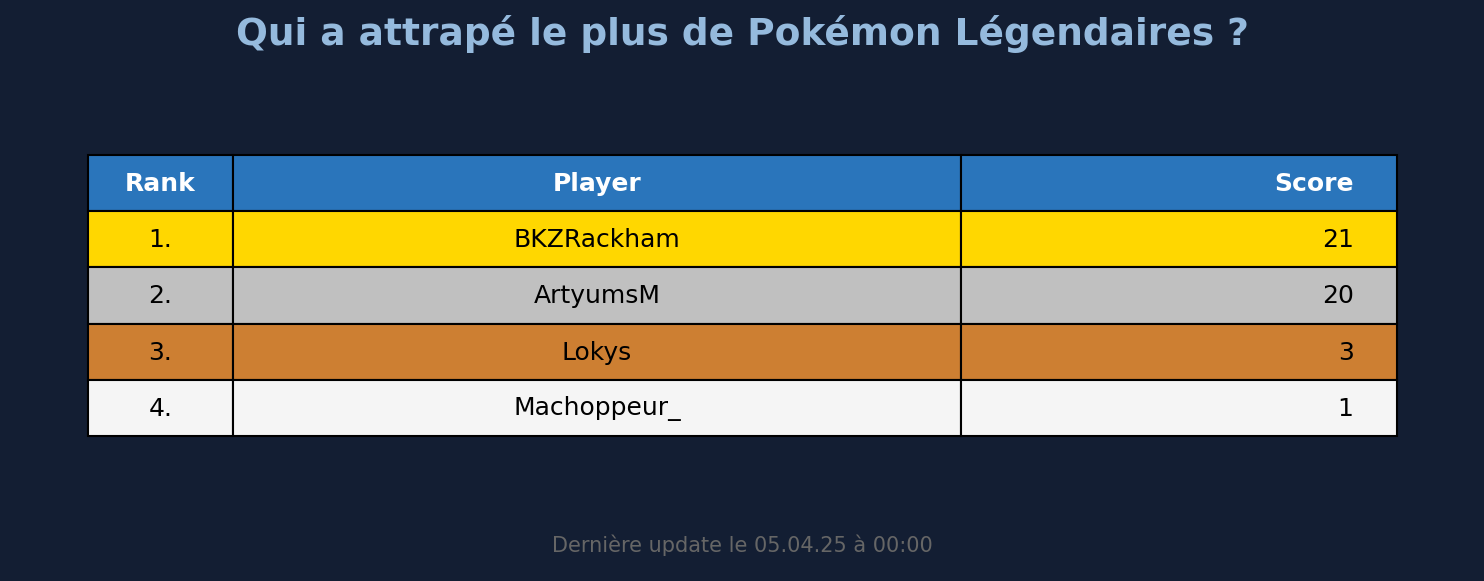 Qui a attrapé le plus de Pokémon Légendaires ?
Rank Player Score
1. BKZRackham 21
2. ArtyumsM 20
3. Lokys 3
4. Machoppeur_ 1
Dernière update le 05.04.25 à 00:00